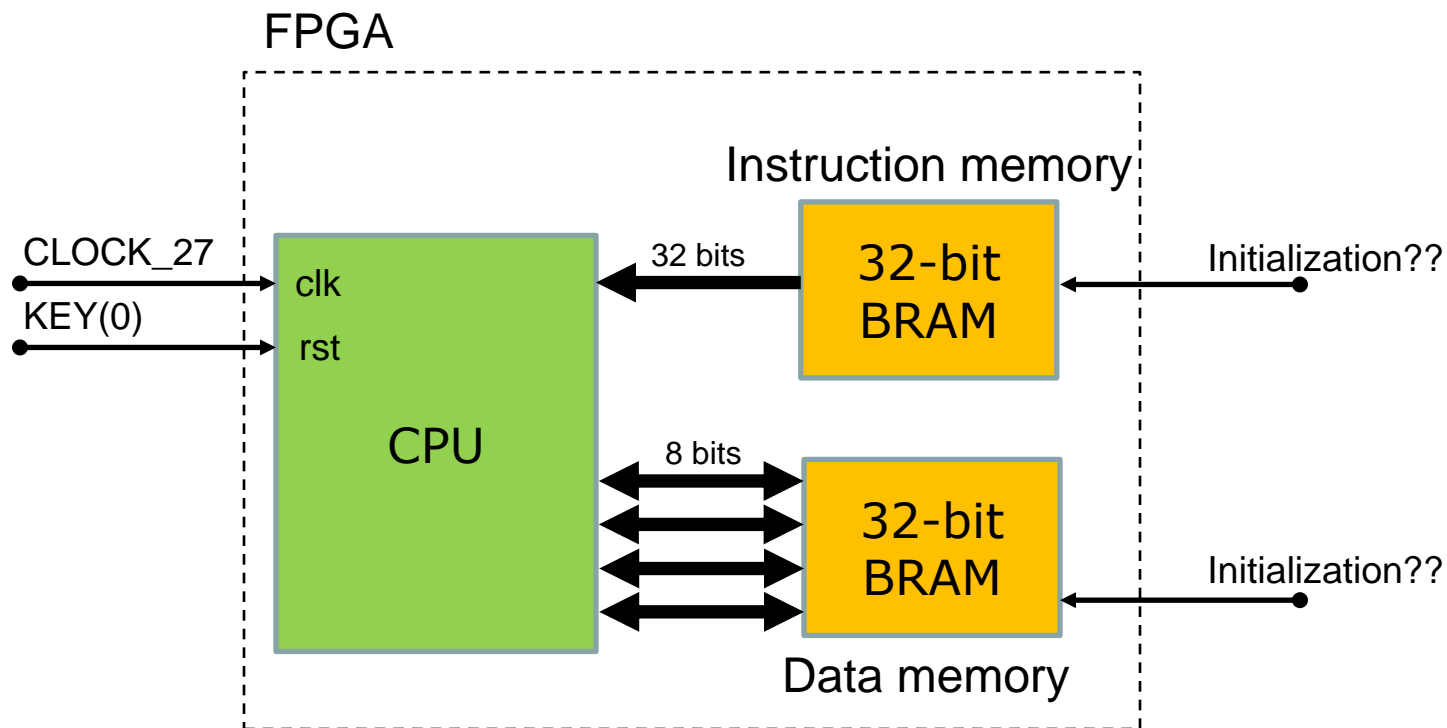 FPGA
Instruction memory
CLOCK_27
32 bits
32-bit
BRAM
Initialization??
clk
KEY(0)
rst
CPU
8 bits
32-bit
BRAM
Initialization??
Data memory